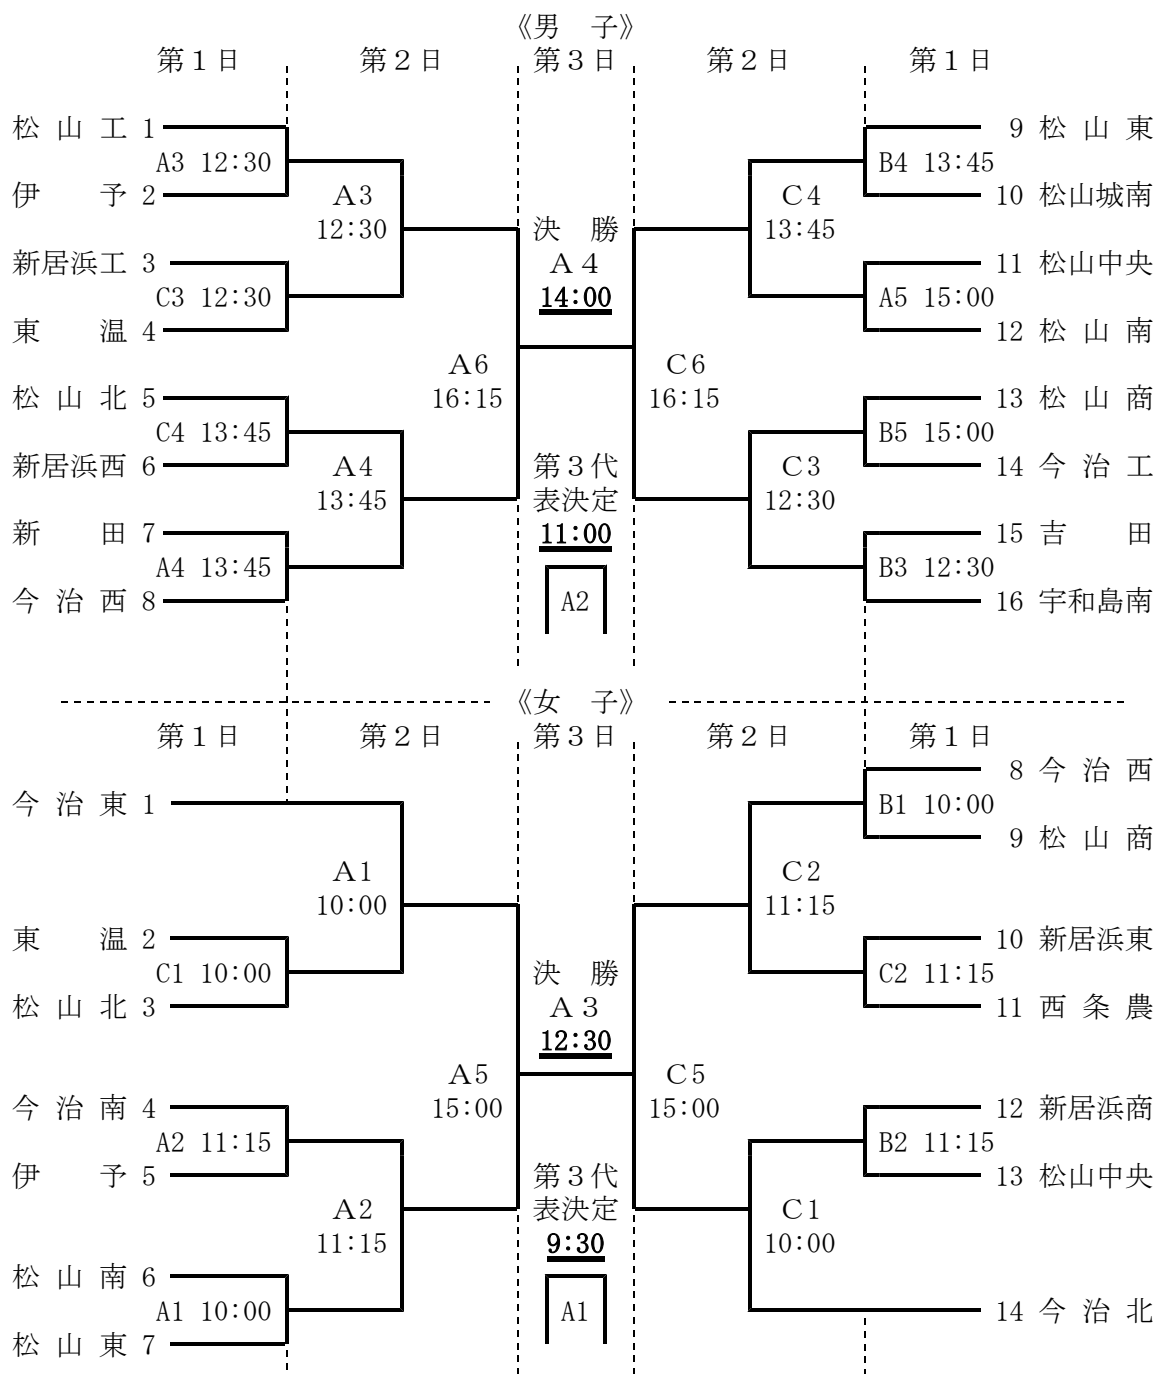 《男　子》
第１日 第２日 第３日 第２日 第１日
松 山 工 1 9 松 山 東
A3 12:30 B4 13:45
伊　　予 2 A3 C4 10 松山城南
12:30 決　勝 13:45
新居浜工 3 A 4 11 松山中央
C3 12:30 14:00 A5 15:00
東　　温 4 12 松 山 南
A6 C6
松 山 北 5 16:15 16:15 13 松 山 商
C4 13:45 B5 15:00
新居浜西 6 A4 第３代 C3 14 今 治 工
13:45 表決定 12:30
新　　田 7 11:00 15 吉　　田
A4 13:45 B3 12:30
今 治 西 8 A2 16 宇和島南
《女　子》
第１日 第２日 第３日 第２日 第１日
8 今 治 西
今 治 東 1 B1 10:00
9 松 山 商
A1 C2
10:00 11:15
東　　温 2 10 新居浜東
C1 10:00 決　勝 C2 11:15
松 山 北 3 A 3 11 西 条 農
12:30
A5 C5
今 治 南 4 15:00 15:00 12 新居浜商
A2 11:15 B2 11:15
伊　　予 5 第３代 13 松山中央
A2 表決定 C1
11:15 9:30 10:00
松 山 南 6
A1 10:00 A1 14 今 治 北
松 山 東 7